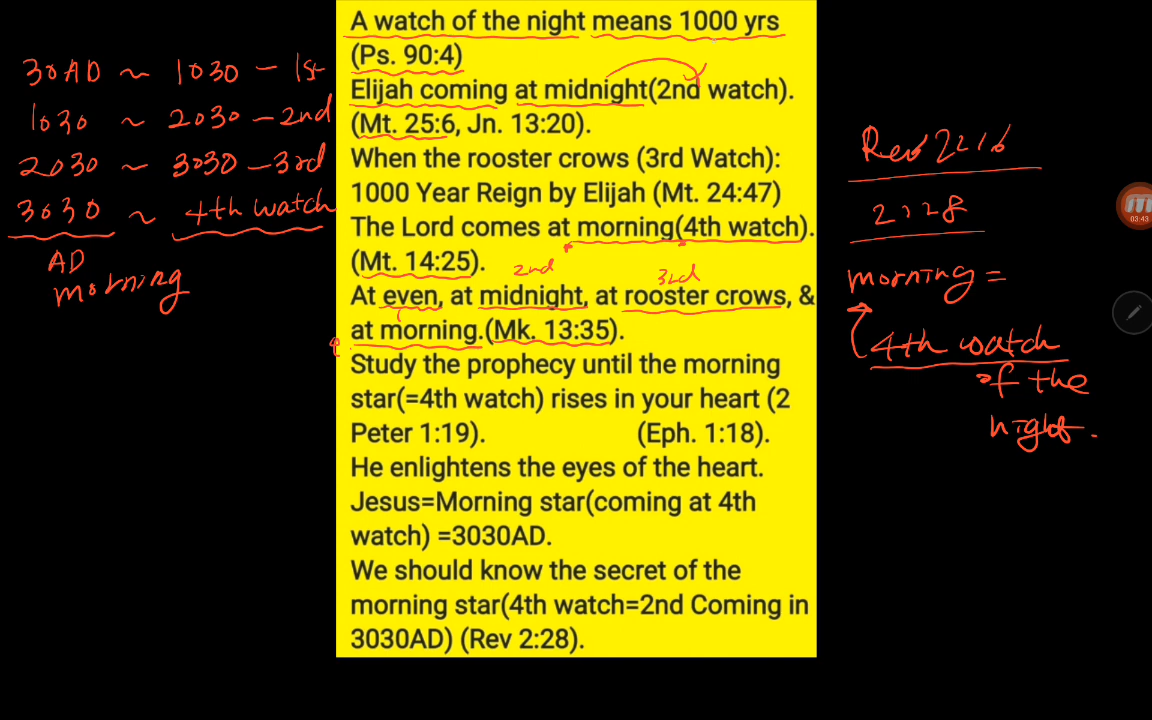 30AD ~ 1030 - 1st
1030 ~ 2030 - 2nd
2030 ~ 3030 - 3rd
3030 ~ 4th watch
AD
morning
A watch of the night means 1000 yrs
(Ps. 90:4)
Elijah coming at midnight(2nd watch).
(Mt. 25:6, Jn. 13:20).
When the rooster crows (3rd Watch):
1000 Year Reign by Elijah (Mt. 24:47)
The Lord comes at morning(4th watch).
(Mt. 14:25).
2nd 3rd
At even, at midnight, at rooster crows, &
at morning.(Mk. 13:35).
Study the prophecy until the morning
star(=4th watch) rises in your heart (2
Peter 1:19). (Eph. 1:18).
He enlightens the eyes of the heart.
Jesus=Morning star(coming at 4th
watch) =3030AD.
We should know the secret of the
morning star(4th watch=2nd Coming in
3030AD) (Rev 2:28).
Rev 2216
2:28
morning =
4th watch
of the
night.
03:43